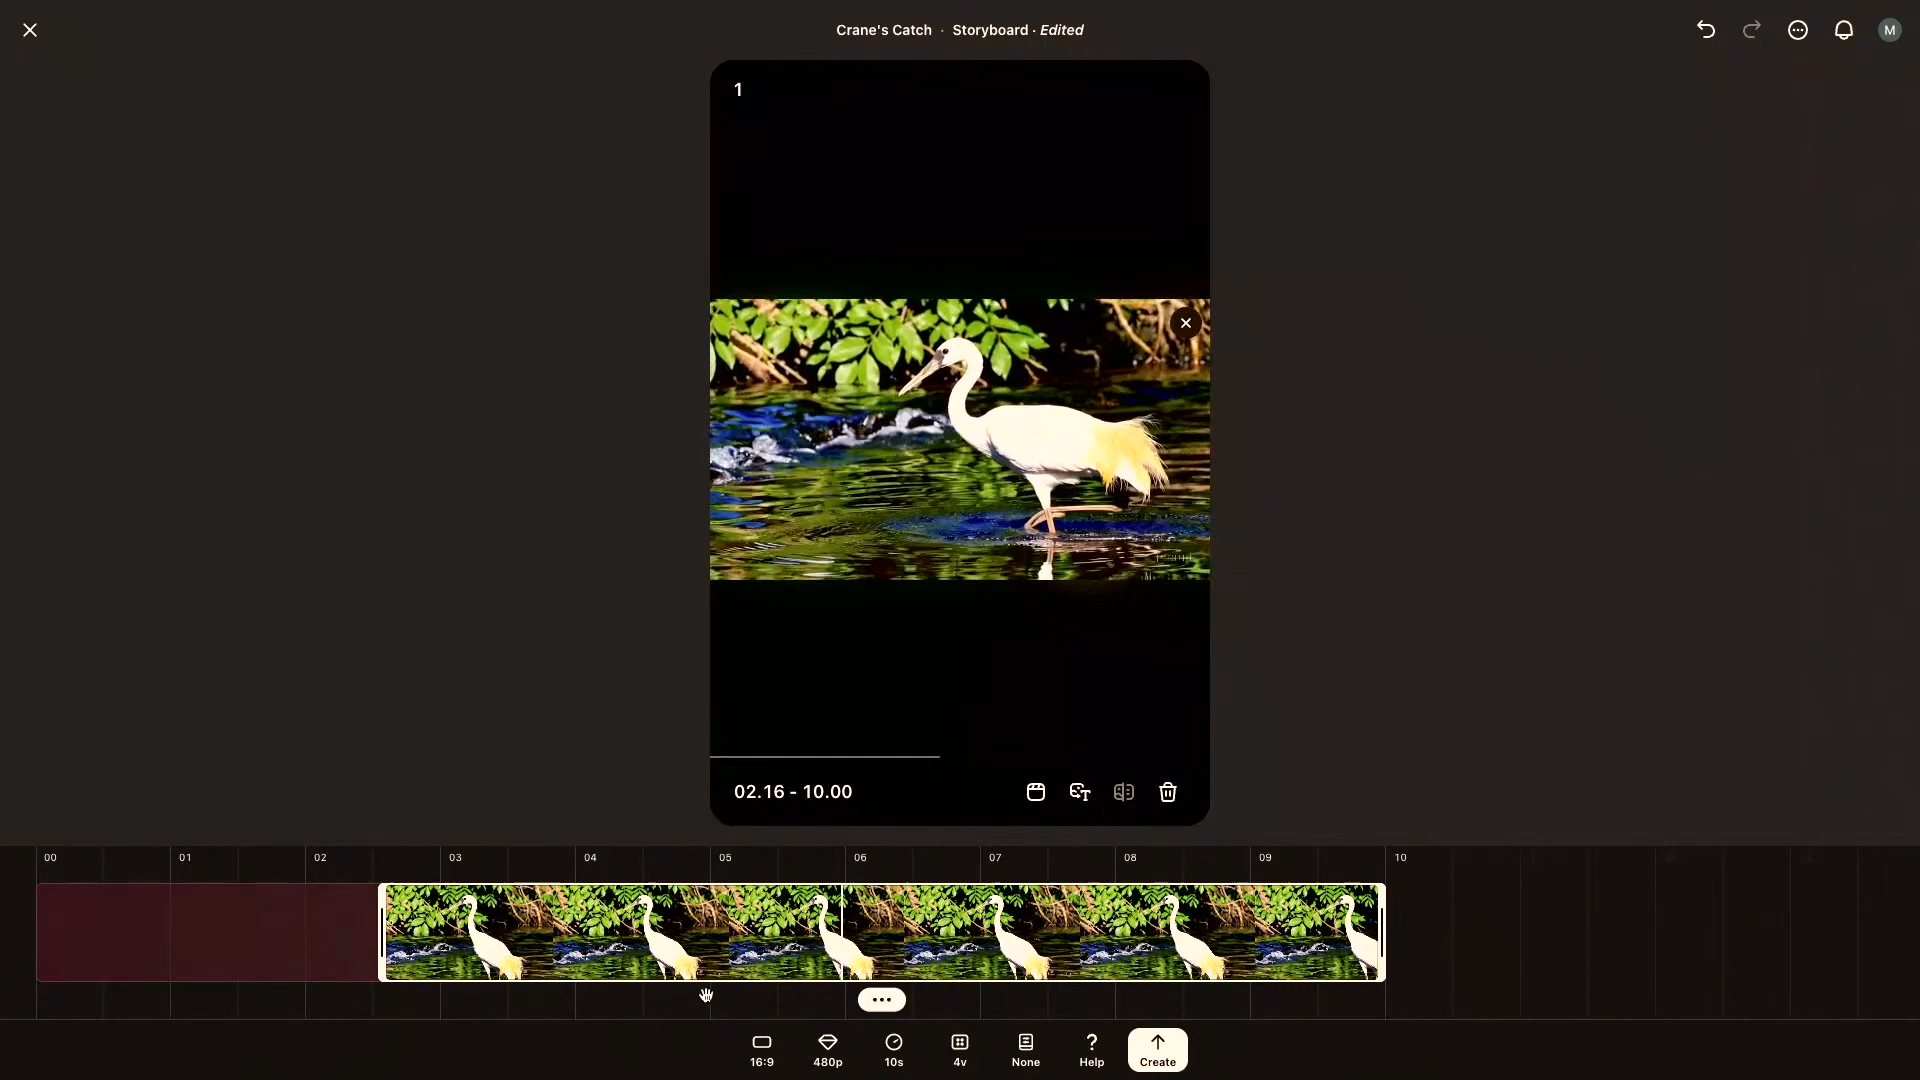 Crane's Catch · Storyboard · Edited
M
1
02.16 - 10.00
00 01 02 03 04 05 06 07 08 09 10
16:9 480p 10s 4v None Help Create